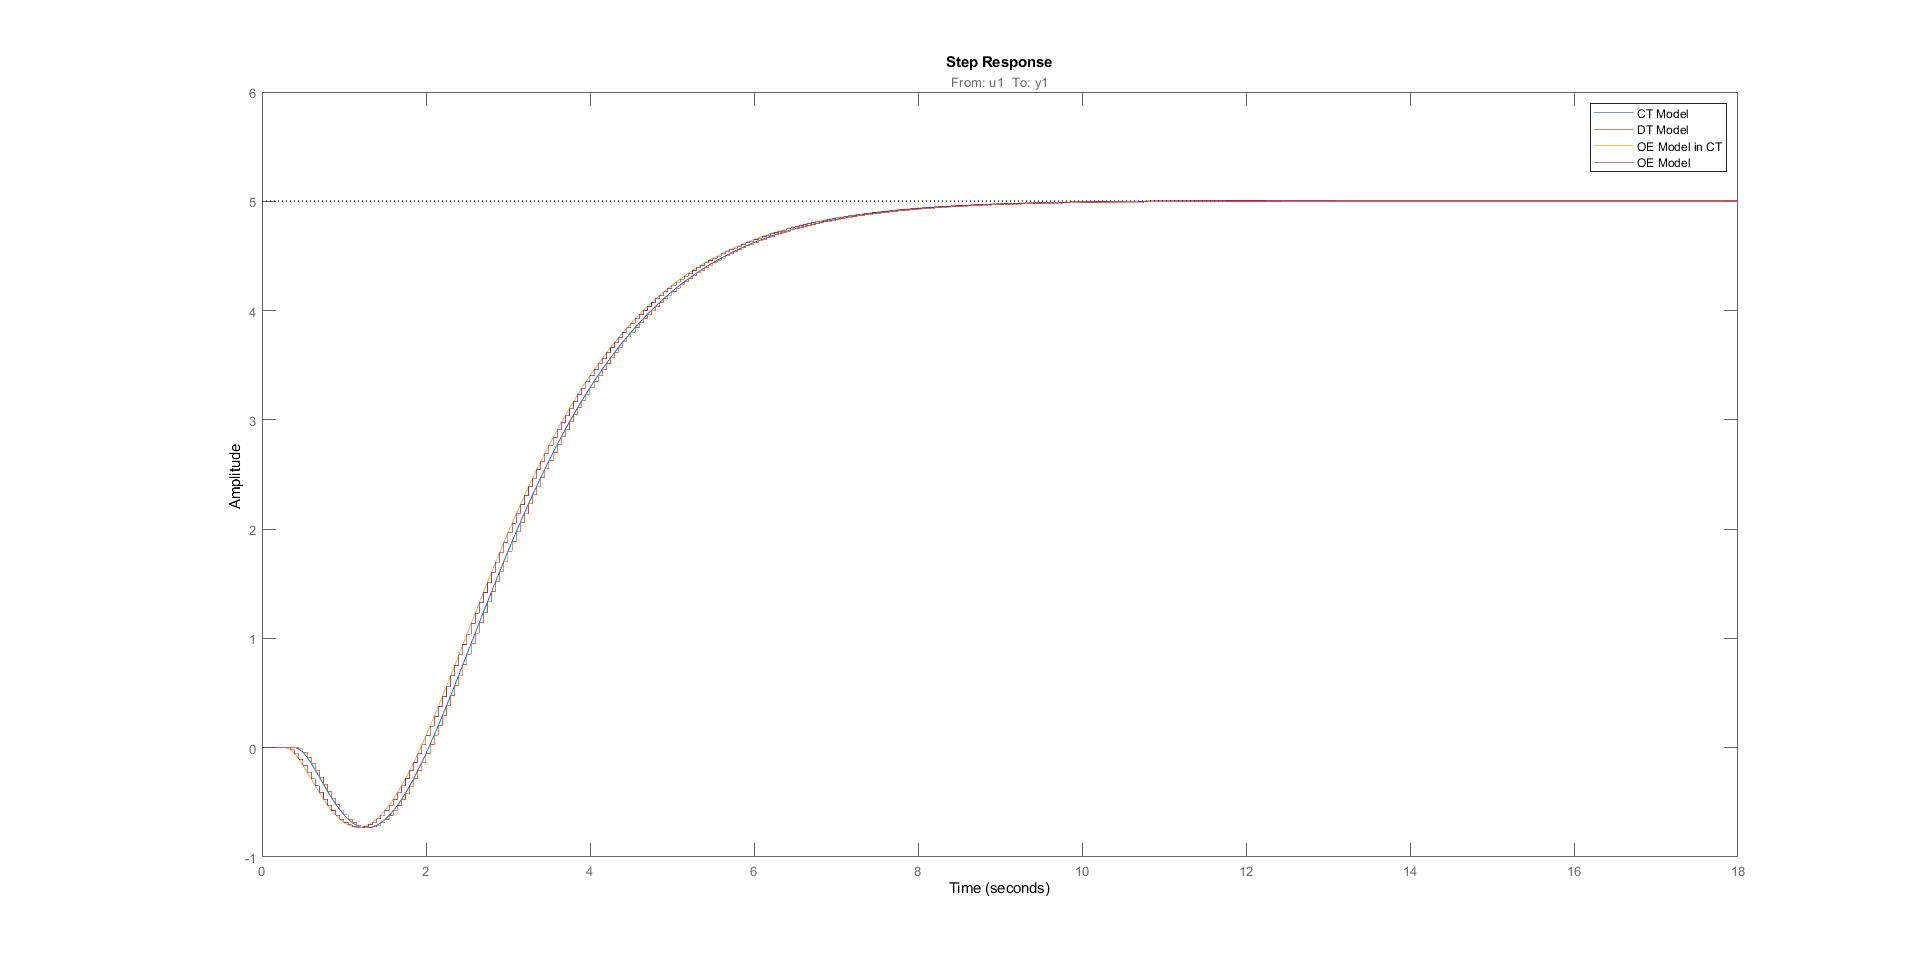 Step Response
From: u1 To: y1
6
CT Model
DT Model
OE Model in CT
OE Model
5
4
3
Amplitude
2
1
0
-1
0 2 4 6 8 10 12 14 16 18
Time (seconds)